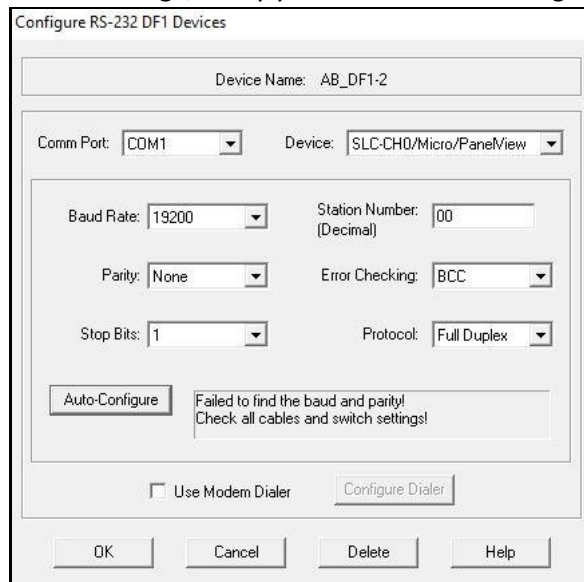 Configure RS-232 DF1 Devices
Device Name: AB_DF1-2
Comm Port: COM1 Device: SLC-CH0/Micro/PanelView
Baud Rate: 19200 Station Number: 00
(Decimal)
Parity: None Error Checking: BCC
Stop Bits: 1 Protocol: Full Duplex
Auto-Configure Failed to find the baud and parity!
Check all cables and switch settings!
Use Modem Dialer Configure Dialer
OK Cancel Delete Help